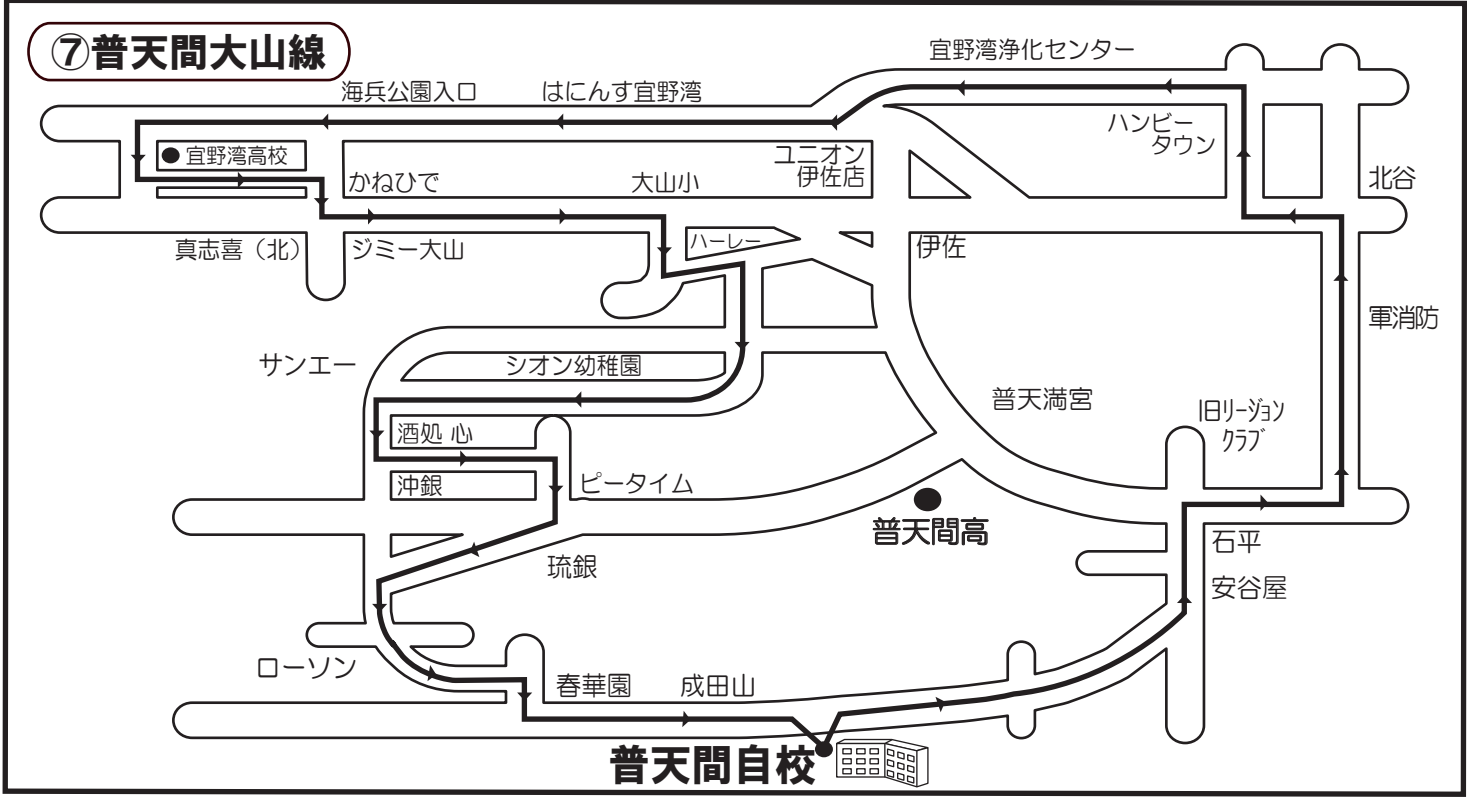 ⑦普天間大山線
宜野湾浄化センター
海兵公園入口
はにんす宜野湾
ハンビー
タウン
宜野湾高校
ユニオン
伊佐店
かねひで
大山小
北谷
真志喜（北）
ジミー大山
ハーレー
伊佐
軍消防
サンエー
シオン幼稚園
普天満宮
旧リージョン
クラブ
酒処 心
沖銀
ピータイム
普天間高
石平
琉銀
安谷屋
ローソン
春華園
成田山
普天間自校